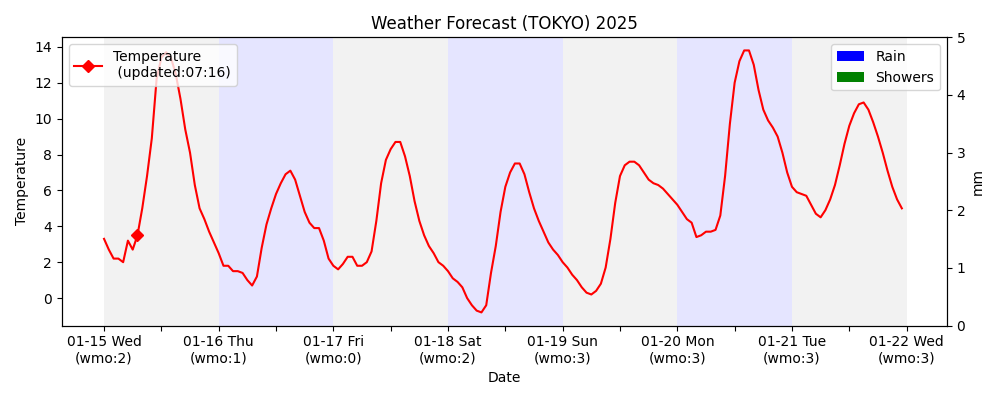 Weather Forecast (TOKYO) 2025
Temperature
(updated:07:16)
Rain
Showers
Temperature
14
12
10
8
6
4
2
0
5
4
3
2
1
0
mm
01-15 Wed
(wmo:2)
01-16 Thu
(wmo:1)
01-17 Fri
(wmo:0)
01-18 Sat
(wmo:2)
01-19 Sun
(wmo:3)
01-20 Mon
(wmo:3)
01-21 Tue
(wmo:3)
01-22 Wed
(wmo:3)
Date